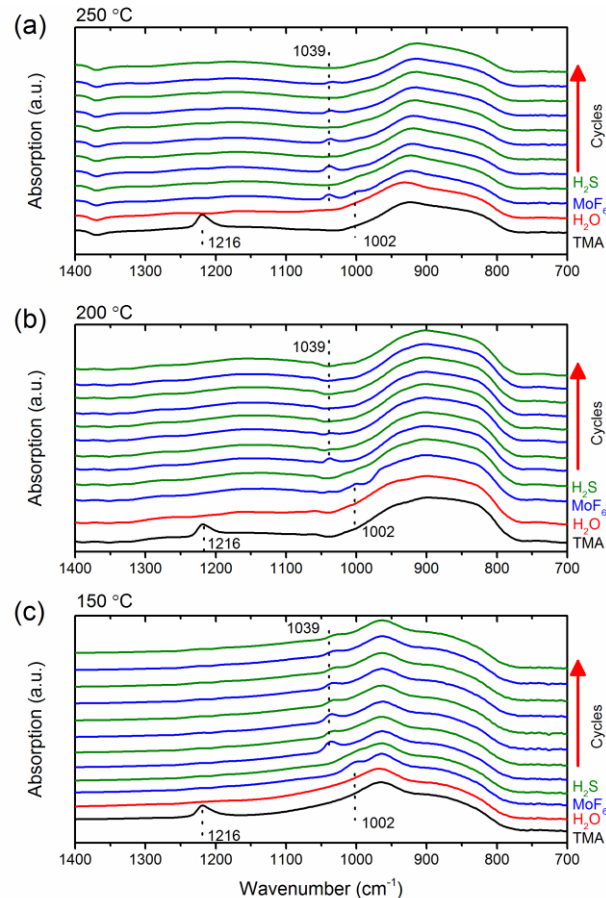 (a) 250 °C
1039
Absorption (a.u.)
Cycles
H₂S
MoF₆
H₂O
TMA
1216
1002
1400 1300 1200 1100 1000 900 800 700
(b) 200 °C
1039
Absorption (a.u.)
Cycles
H₂S
MoF₆
H₂O
TMA
1216
1002
1400 1300 1200 1100 1000 900 800 700
(c) 150 °C
1039
Absorption (a.u.)
Cycles
H₂S
MoF₆
H₂O
TMA
1216
1002
1400 1300 1200 1100 1000 900 800 700
Wavenumber (cm⁻¹)